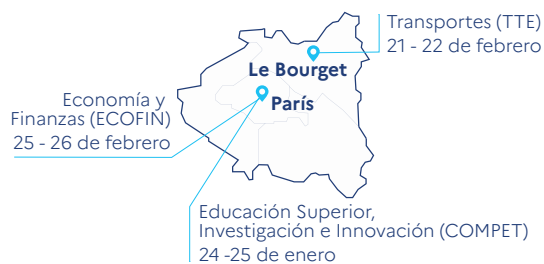 Transportes (TTE)
21 - 22 de febrero
Le Bourget
París
Economía y
Finanzas (ECOFIN)
25 - 26 de febrero
Educación Superior,
Investigación e Innovación (COMPET)
24 -25 de enero